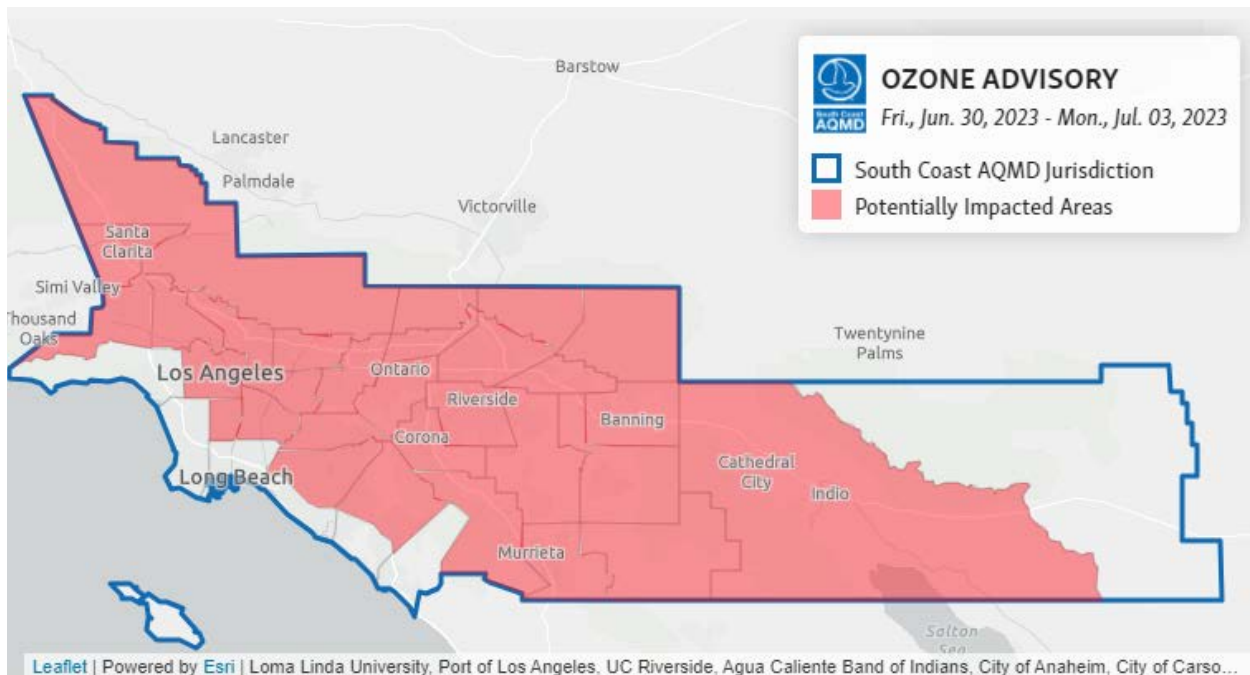 OZONE ADVISORY
Fri., Jun. 30, 2023 - Mon., Jul. 03, 2023
South Coast
AQMD
South Coast AQMD Jurisdiction
Potentially Impacted Areas
Barstow
Lancaster
Palmdale
Victorville
Santa
Clarita
Simi Valley
Thousand
Oaks
Twentynine
Palms
Los Angeles
Ontario
Riverside
Banning
Corona
Long Beach
Cathedral
City
Indio
Murrieta
Salton
Sea
Leaflet | Powered by Esri | Loma Linda University, Port of Los Angeles, UC Riverside, Agua Caliente Band of Indians, City of Anaheim, City of Carso...